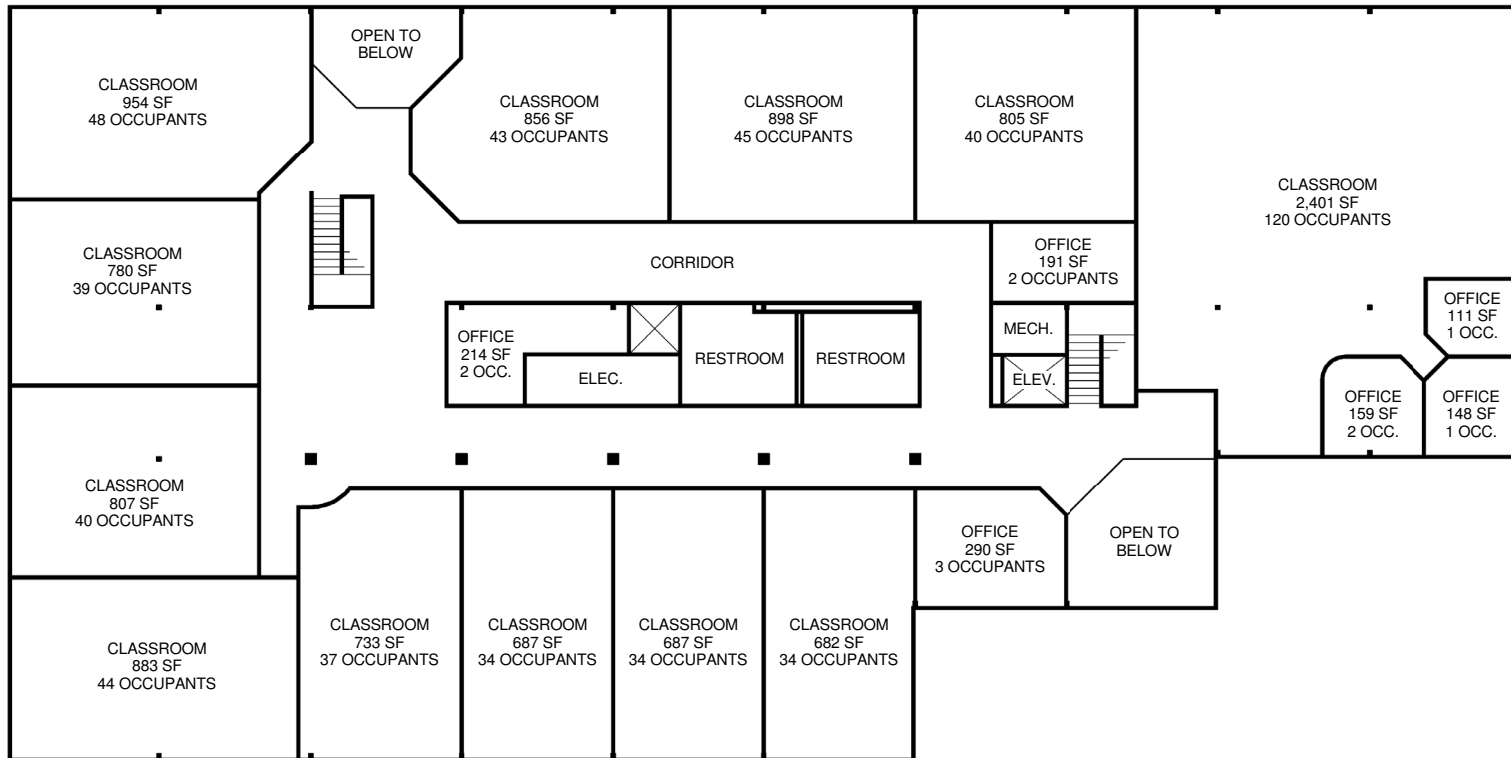 OPEN TO
BELOW
CLASSROOM
954 SF
48 OCCUPANTS
CLASSROOM
856 SF
43 OCCUPANTS
CLASSROOM
898 SF
45 OCCUPANTS
CLASSROOM
805 SF
40 OCCUPANTS
CLASSROOM
2,401 SF
120 OCCUPANTS
CLASSROOM
780 SF
39 OCCUPANTS
CORRIDOR
OFFICE
191 SF
2 OCCUPANTS
OFFICE
111 SF
1 OCC.
OFFICE
214 SF
2 OCC.
ELEC.
RESTROOM
RESTROOM
MECH.
ELEV.
OFFICE
159 SF
2 OCC.
OFFICE
148 SF
1 OCC.
CLASSROOM
807 SF
40 OCCUPANTS
OFFICE
290 SF
3 OCCUPANTS
OPEN TO
BELOW
CLASSROOM
883 SF
44 OCCUPANTS
CLASSROOM
733 SF
37 OCCUPANTS
CLASSROOM
687 SF
34 OCCUPANTS
CLASSROOM
687 SF
34 OCCUPANTS
CLASSROOM
682 SF
34 OCCUPANTS